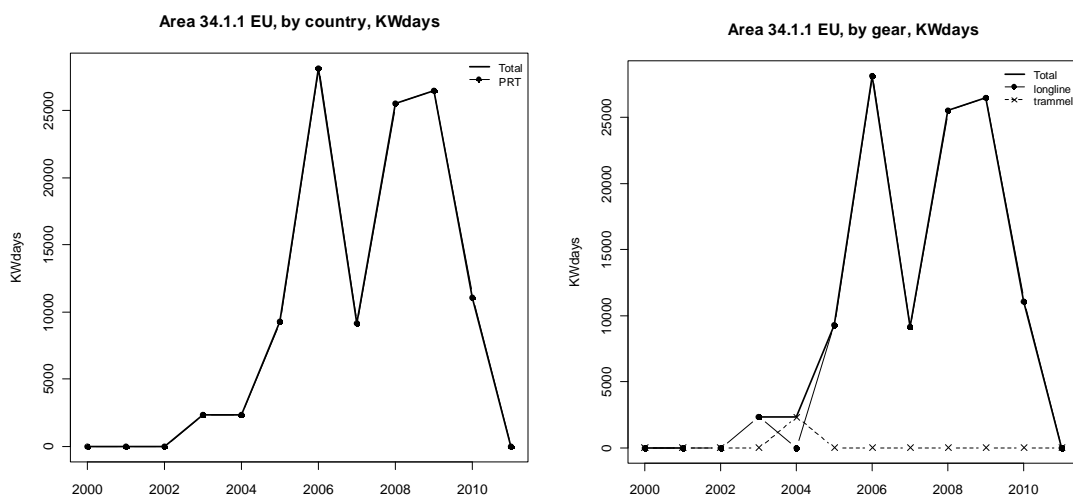 Area 34.1.1 EU, by country, KWdays
Total
PRT
KWdays
25000
20000
15000
10000
5000
0
2000 2002 2004 2006 2008 2010
Area 34.1.1 EU, by gear, KWdays
Total
longline
trammel
KWdays
25000
20000
15000
10000
5000
0
2000 2002 2004 2006 2008 2010